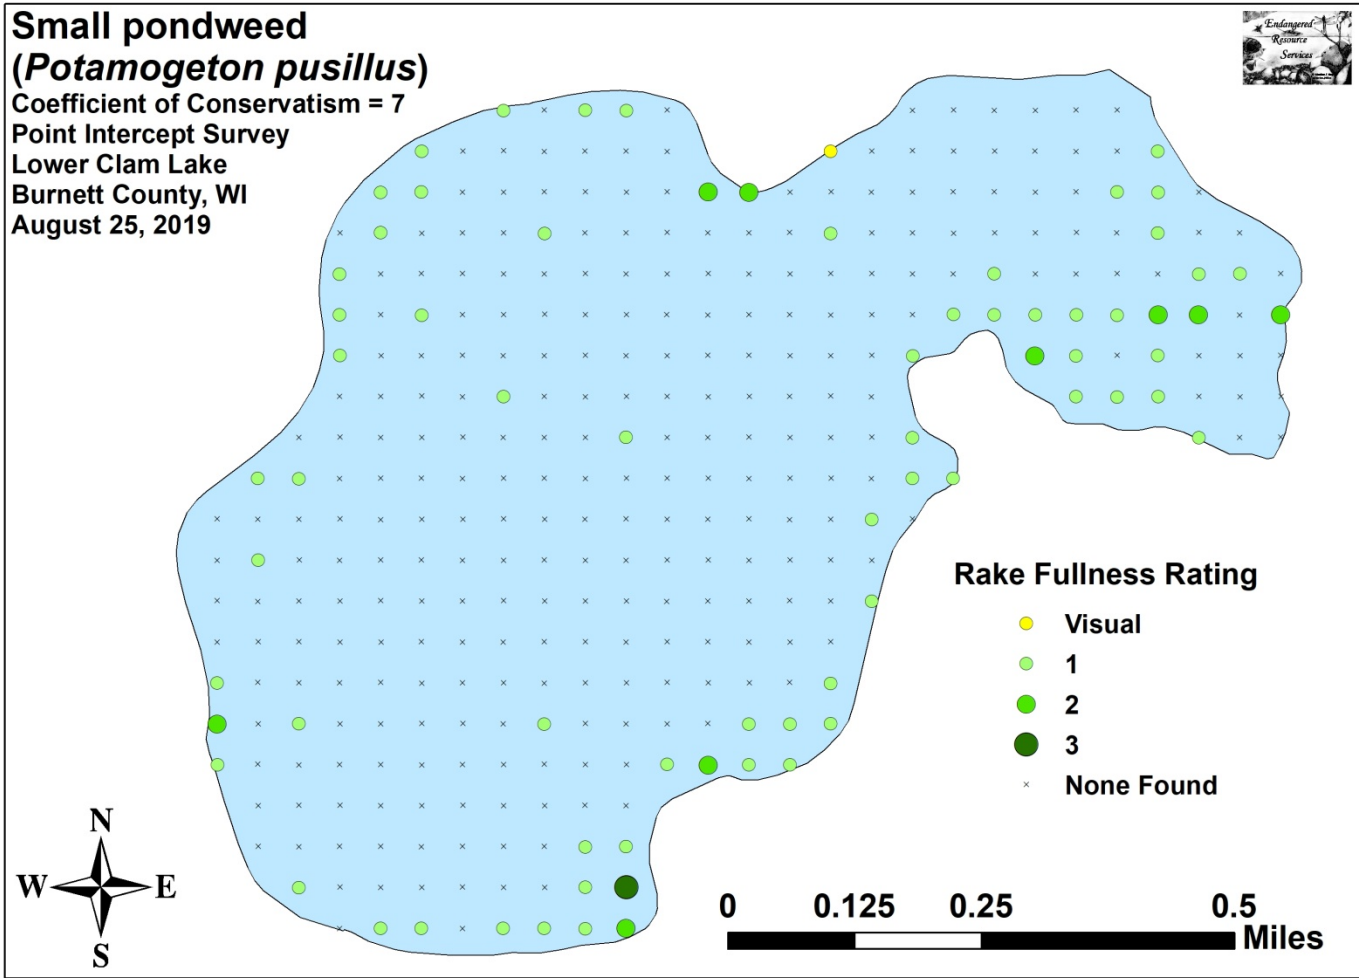 Small pondweed
(Potamogeton pusillus)
Coefficient of Conservatism = 7
Point Intercept Survey
Lower Clam Lake
Burnett County, WI
August 25, 2019
Endangered
Resource
Services
Rake Fullness Rating
Visual
1
2
3
None Found
N
W E
S
0 0.125 0.25 0.5
Miles